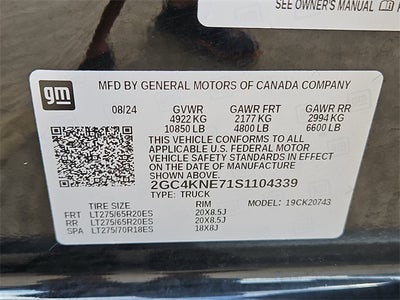 SEE OWNER'S MANUAL
gm
MFD BY GENERAL MOTORS OF CANADA COMPANY
08/24 GVWR GAWR FRT GAWR RR
4922 KG 2177 KG 2994 KG
10850 LB 4800 LB 6600 LB
THIS VEHICLE CONFORMS TO ALL APPLICABLE
U.S. FEDERAL MOTOR VEHICLE SAFETY
STANDARDS IN EFFECT ON THE DATE OF
MANUFACTURE SHOWN ABOVE.
2GC4KNE71S1104339
TYPE: TRUCK MODEL: 19CK20743
TIRE SIZE RIM
FRT LT275/65R20ES 20X8.5J
RR LT275/65R20ES 20X8.5J
SPA LT275/70R18ES 18X8J